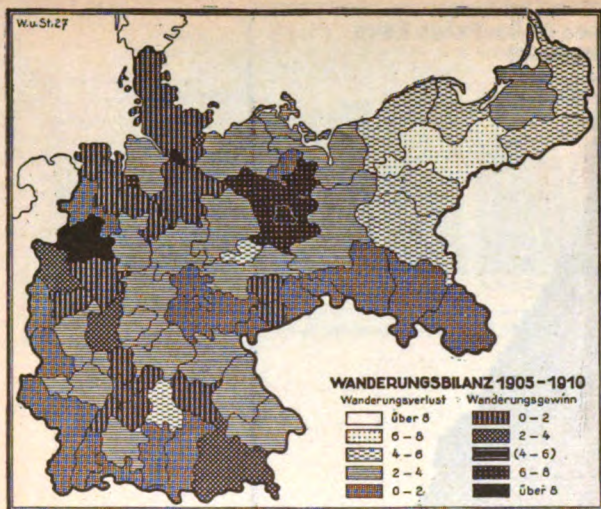 W.u.St.27
WANDERUNGSBILANZ 1905-1910
Wanderungsverlust : Wanderungsgewinn
über 8
0-2
6-8
2-4
4-6
(4-6)
2-4
6-8
0-2
über 8